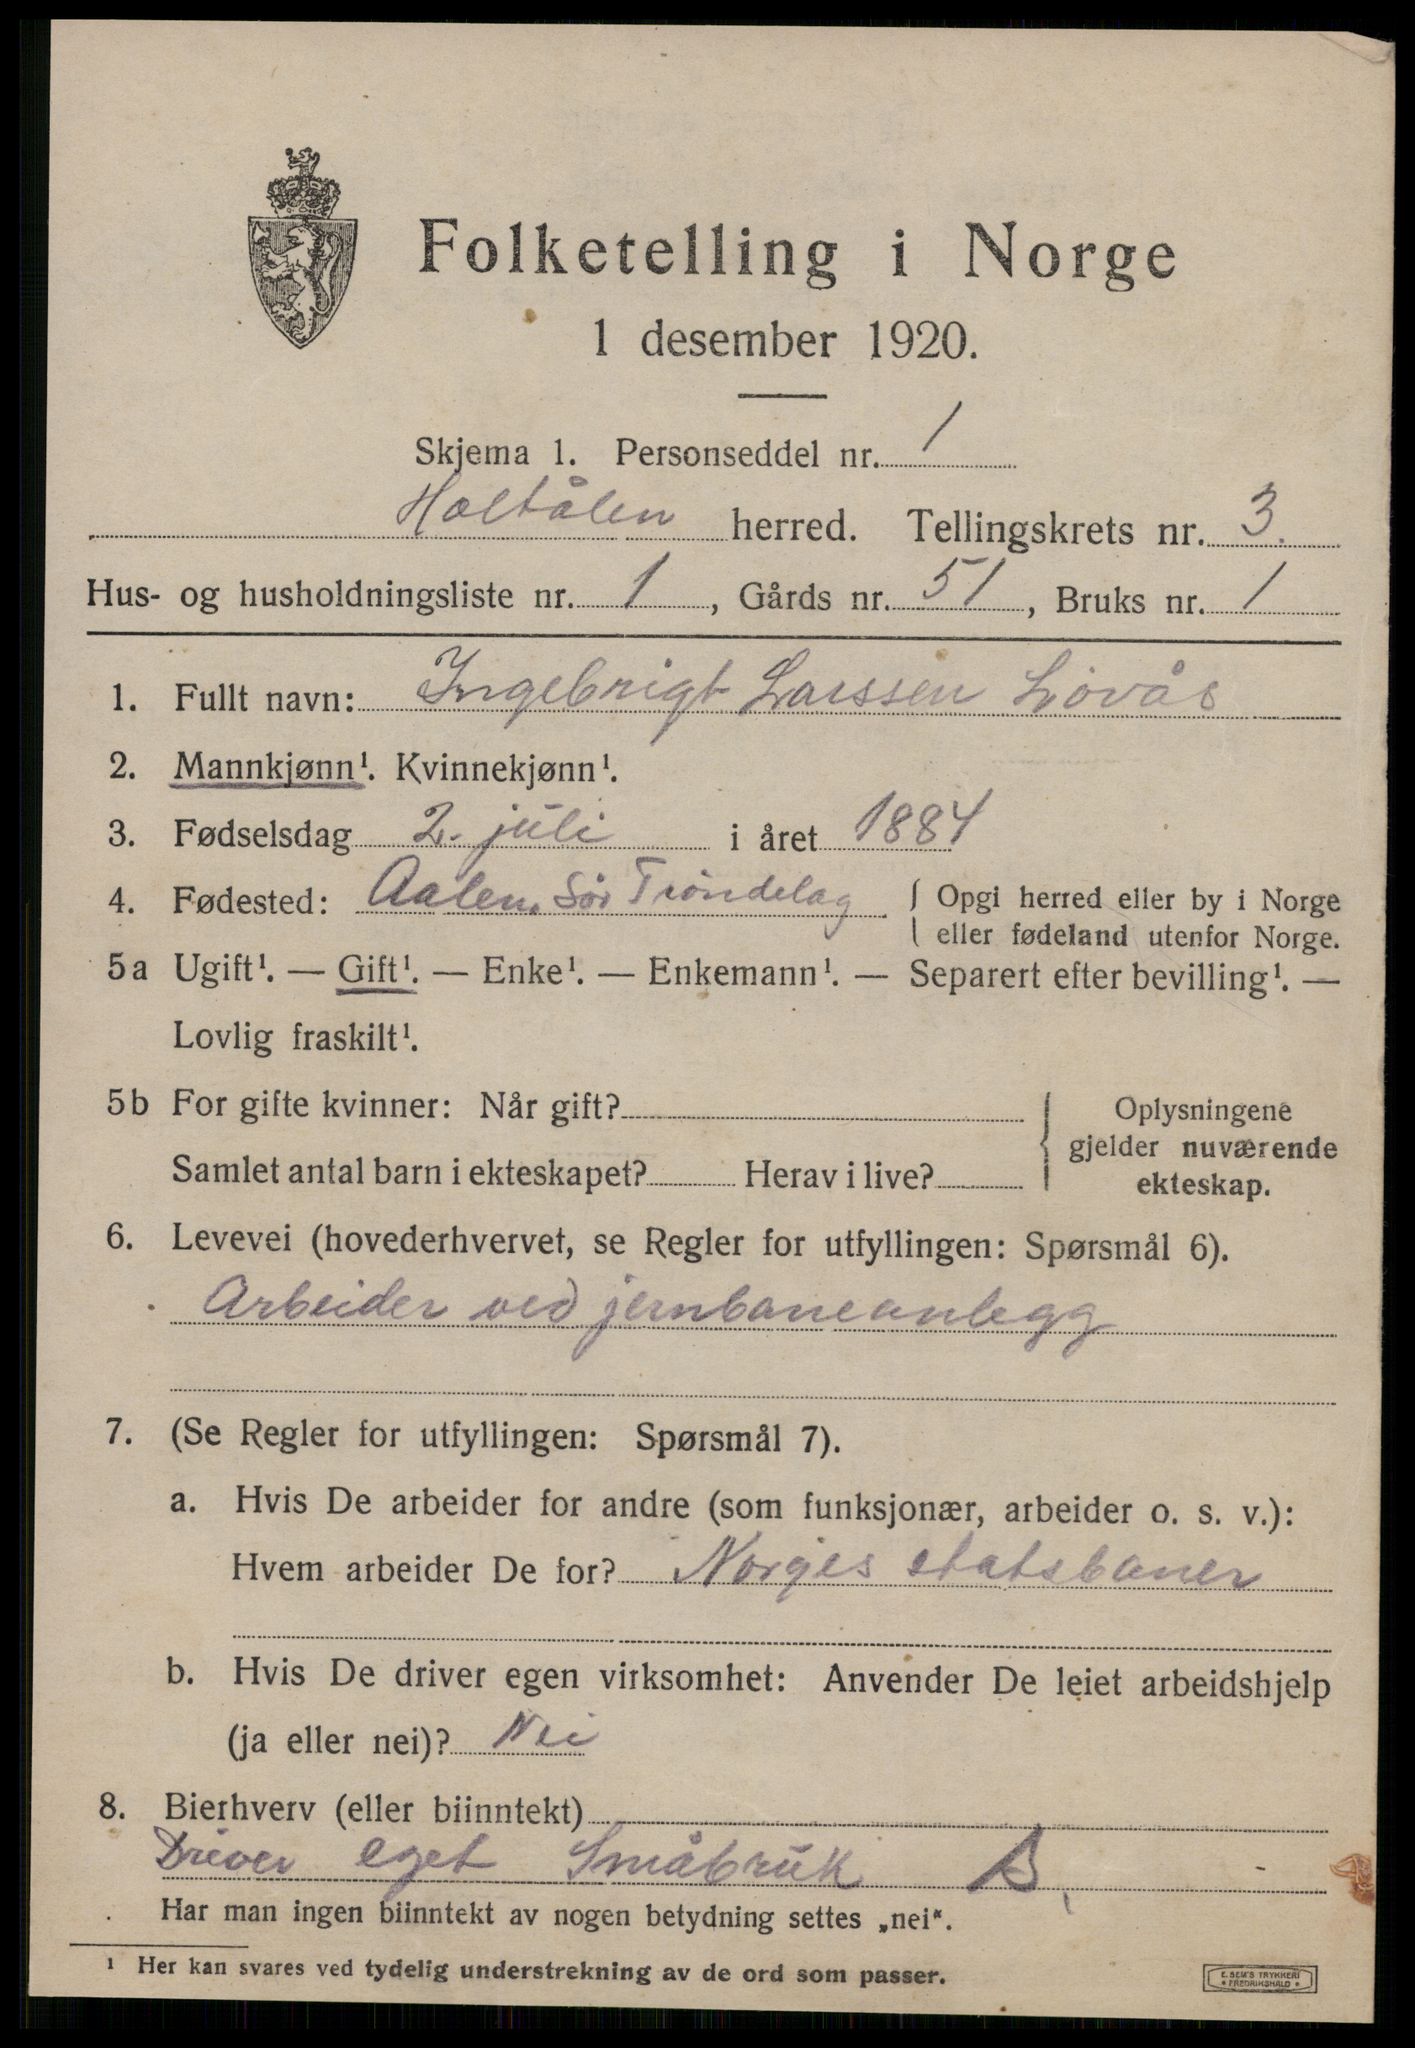 Folketelling i Norge
1 desember 1920.
Skjema 1. Personseddel nr. 1
Holtålen herred. Tellingskrets nr. 3.
Hus- og husholdningsliste nr. 1, Gårds nr. 51, Bruks nr. 1
1. Fullt navn: Ingebrigt Larssen Lövås
2. Mannkjønn¹. Kvinnekjønn¹.
3. Fødselsdag 2. juli i året 1884
4. Fødested: Aalen. Sör Tröndelag { Opgi herred eller by i Norge
eller fødeland utenfor Norge.
5a Ugift¹. — Gift¹. — Enke¹. — Enkemann¹. — Separert efter bevilling¹. —
Lovlig fraskilt¹.
5b For gifte kvinner: Når gift?
Samlet antal barn i ekteskapet? Herav i live?
Oplysningene
gjelder nuværende
ekteskap.
6. Levevei (hovederhvervet, se Regler for utfyllingen: Spørsmål 6).
Arbeider ved jernbaneanlegg
7. (Se Regler for utfyllingen: Spørsmål 7).
a. Hvis De arbeider for andre (som funksjonær, arbeider o. s. v.):
Hvem arbeider De for? Norges statsbaner
b. Hvis De driver egen virksomhet: Anvender De leiet arbeidshjelp
(ja eller nei)? Nei
8. Bierhverv (eller biinntekt)
Driver eget Småbruk B,
Har man ingen biinntekt av nogen betydning settes „nei“.
¹ Her kan svares ved tydelig understrekning av de ord som passer.
E. SEM'S TRYKKERI
• FREDRIKSHALD •